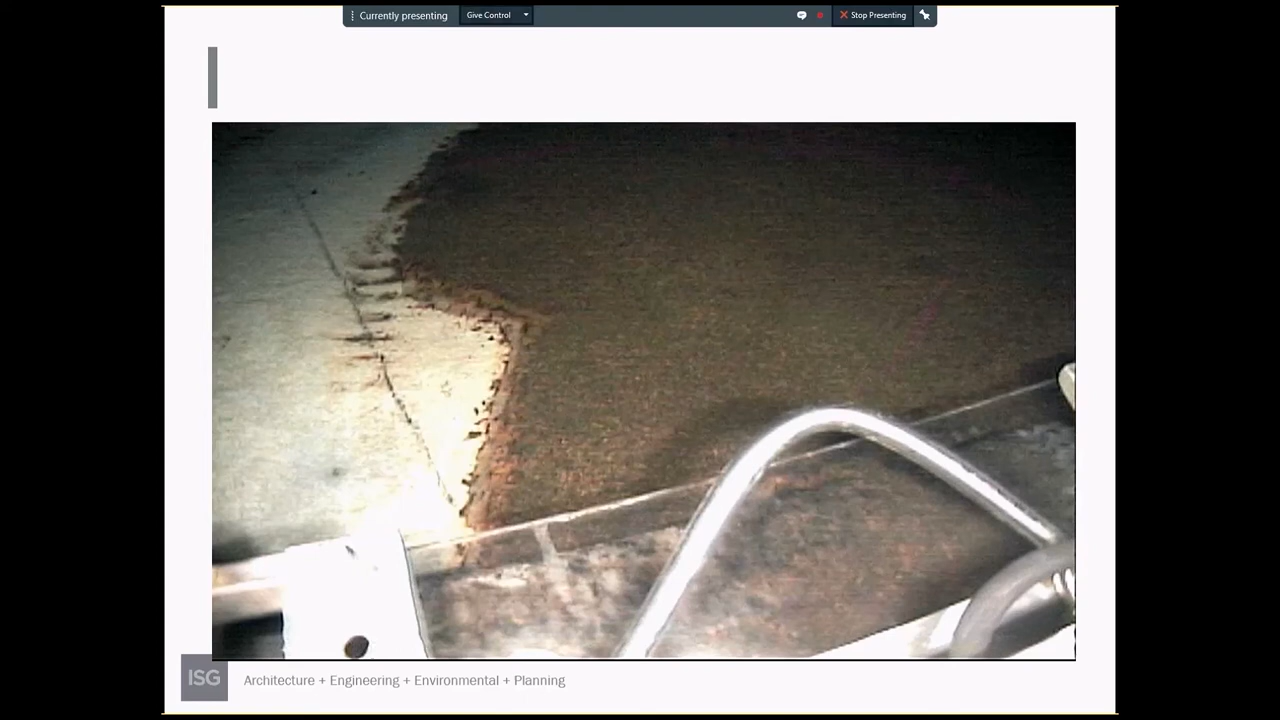 Currently presenting
Give Control
Stop Presenting
ISG
Architecture + Engineering + Environmental + Planning